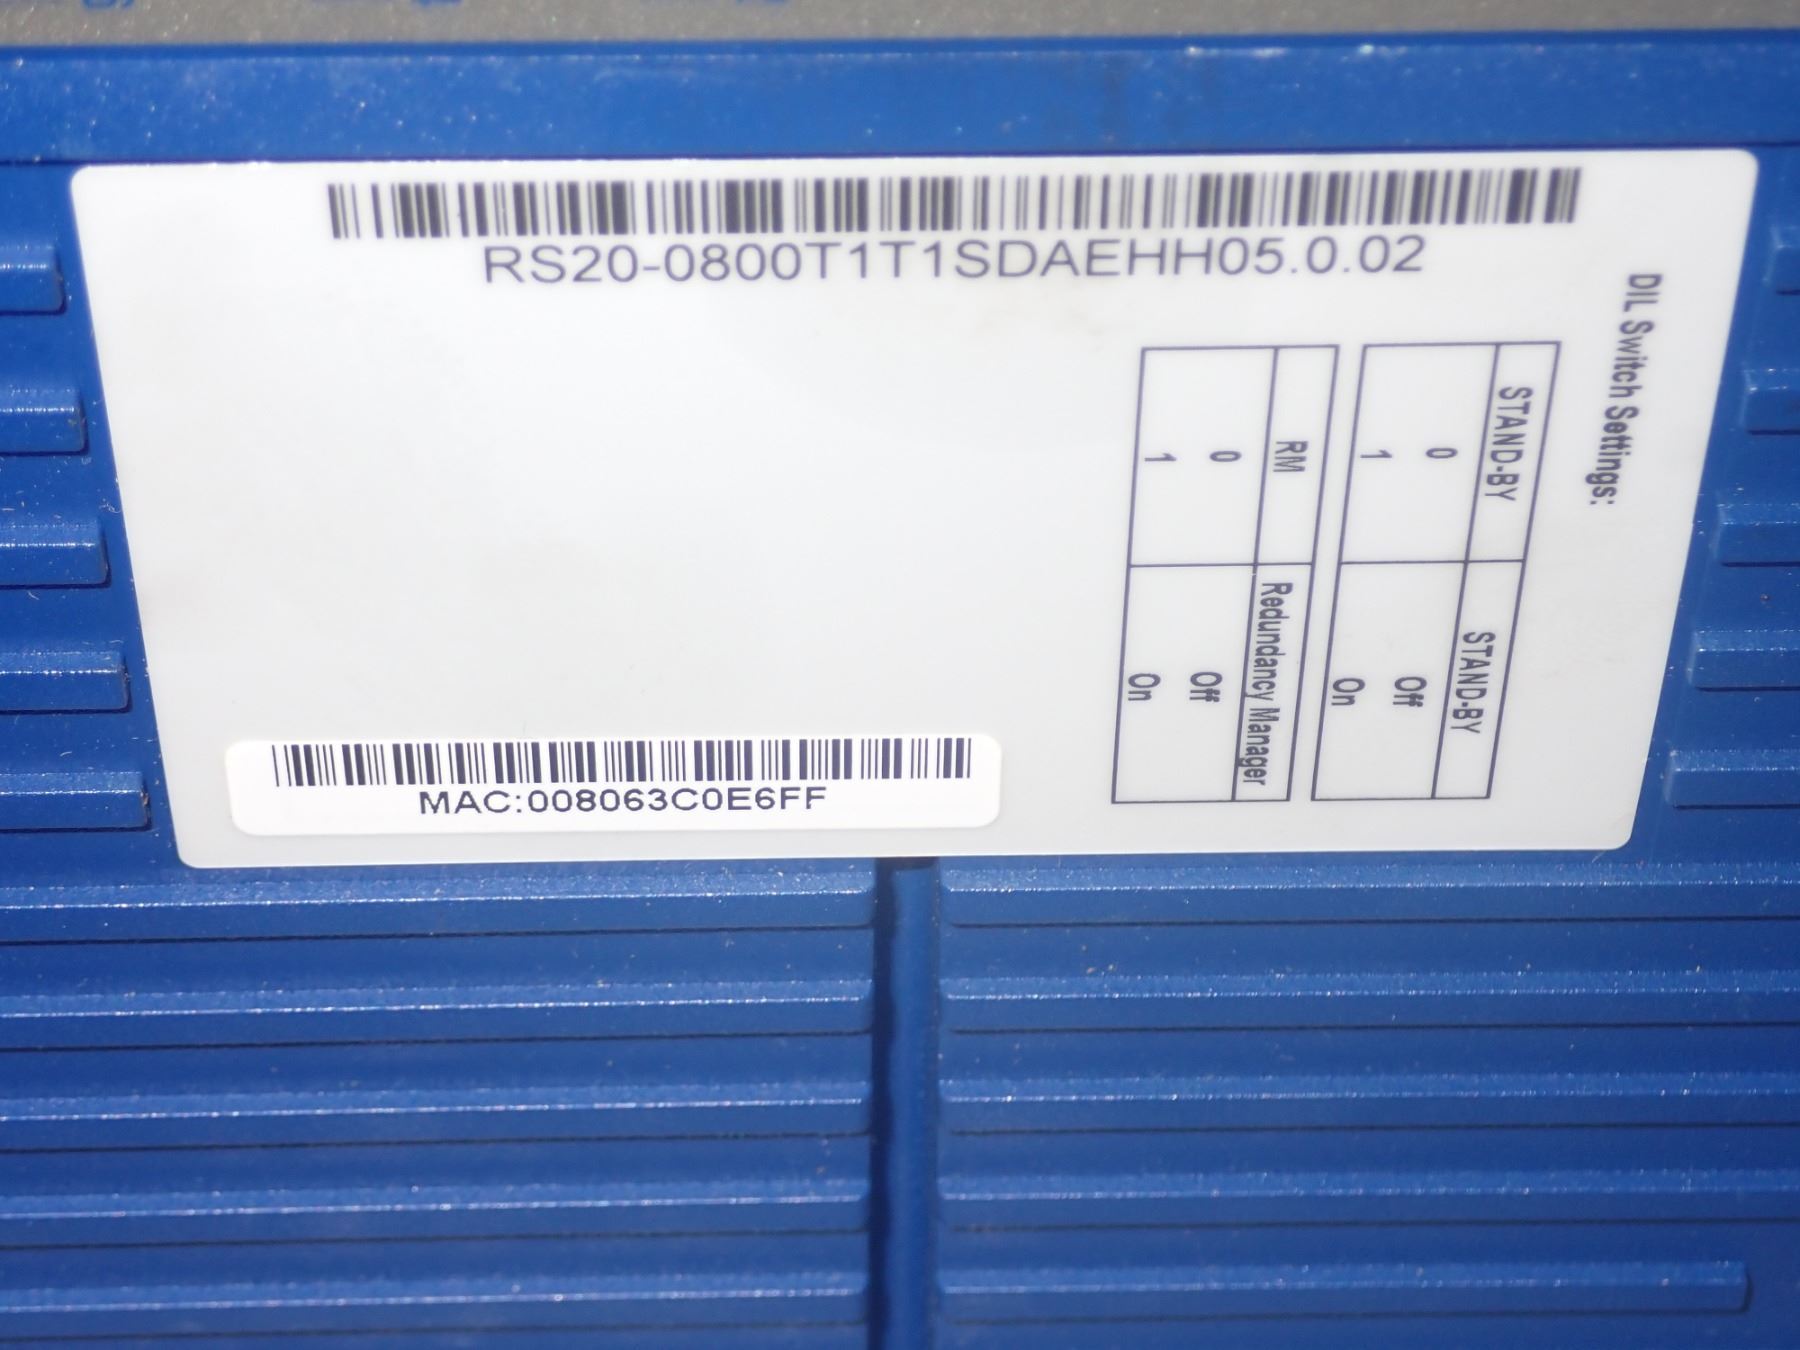 RS20-0800T1T1SDAEHH05.0.02
DIL Switch Settings:
STAND-BY STAND-BY
0 Off
1 On
RM Redundancy Manager
0 Off
1 On
MAC:008063C0E6FF